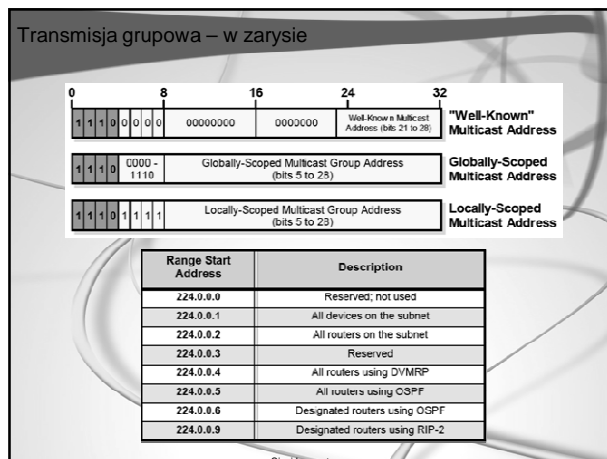 Transmisja grupowa – w zarysie
0 8 16 24 32
1 1 1 0 0 0 0 0 00000000 0000000 Well-Known Multicast
Address (bits 21 to 28)
"Well-Known"
Multicast Address
1 1 1 0 0000 -
1110
Globally-Scoped Multicast Group Address
(bits 5 to 28)
Globally-Scoped
Multicast Address
1 1 1 0 1 1 1 1 Locally-Scoped Multicast Group Address
(bits 5 to 28)
Locally-Scoped
Multicast Address
Range Start
Address
Description
224.0.0.0 Reserved; not used
224.0.0.1 All devices on the subnet
224.0.0.2 All routers on the subnet
224.0.0.3 Reserved
224.0.0.4 All routers using DVMRP
224.0.0.5 All routers using OSPF
224.0.0.6 Designated routers using OSPF
224.0.0.9 Designated routers using RIP-2